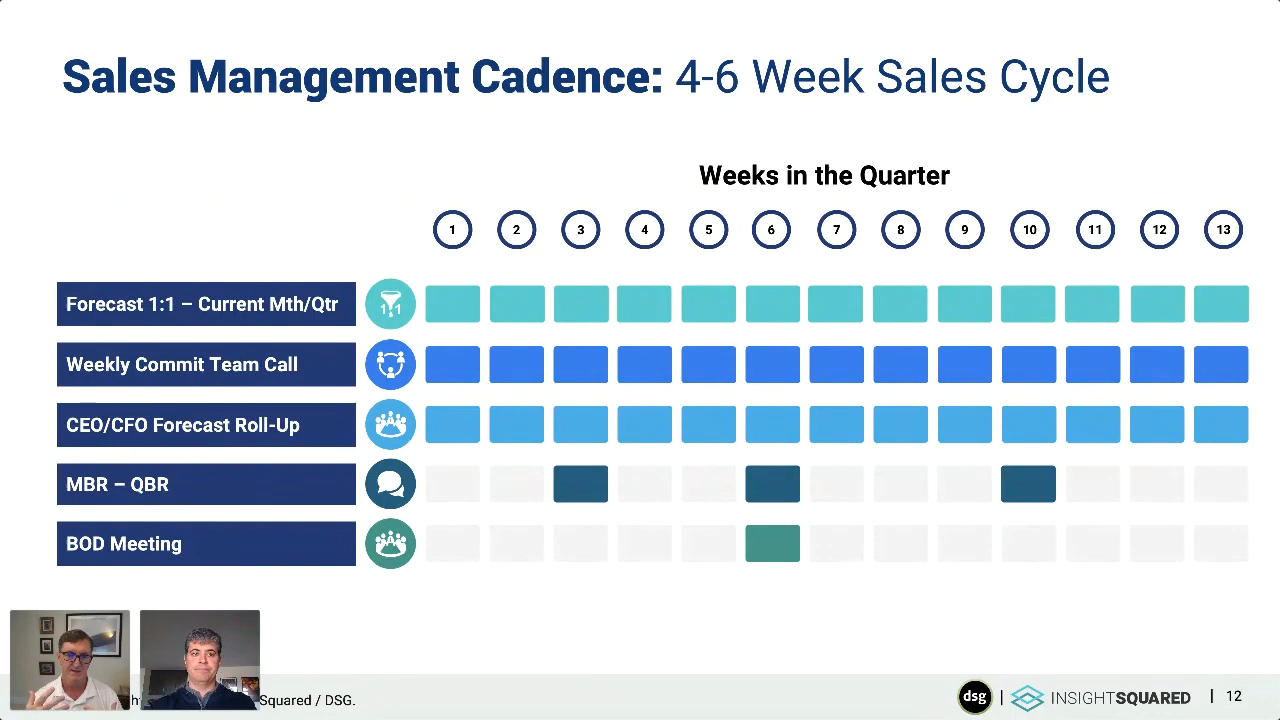 Sales Management Cadence: 4-6 Week Sales Cycle
Weeks in the Quarter
1 2 3 4 5 6 7 8 9 10 11 12 13
Forecast 1:1 – Current Mth/Qtr
1:1
Weekly Commit Team Call
CEO/CFO Forecast Roll-Up
MBR – QBR
BOD Meeting
Squared / DSG.
dsg | INSIGHTSQUARED | 12